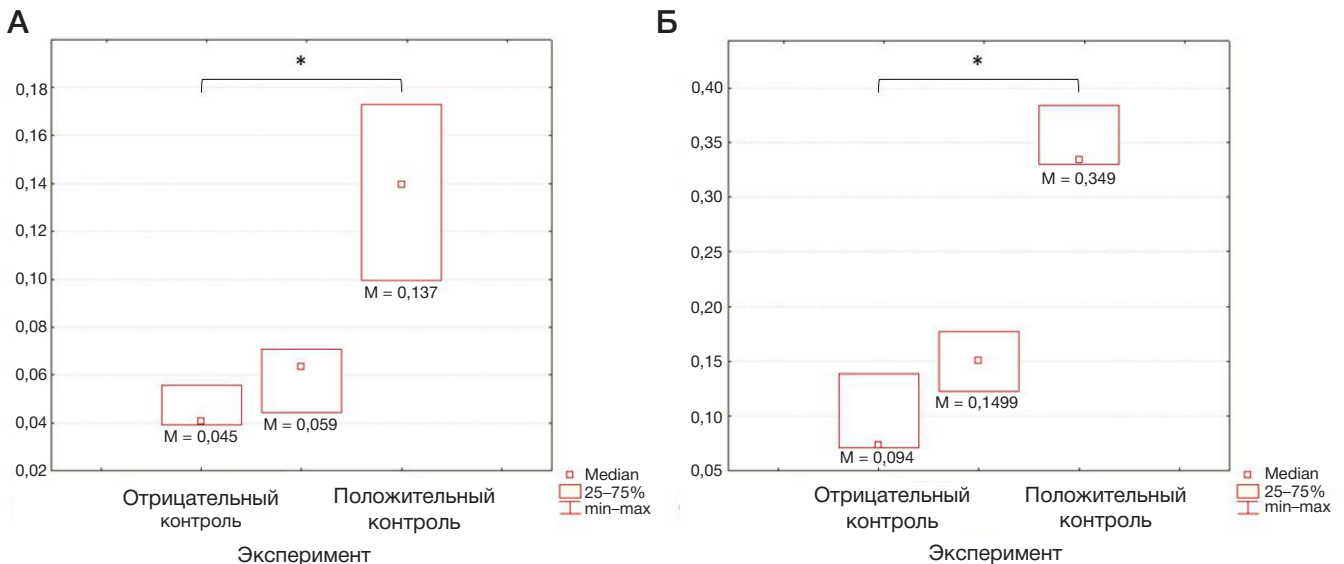 А
*
0,18
0,16
0,14
0,12
0,10
0,08
0,06
0,04
0,02
M = 0,137
M = 0,059
M = 0,045
Median
25–75%
min–max
Отрицательный контроль
Положительный контроль
Эксперимент
Б
*
0,40
0,35
0,30
0,25
0,20
0,15
0,10
0,05
M = 0,349
M = 0,1499
M = 0,094
Median
25–75%
min–max
Отрицательный контроль
Положительный контроль
Эксперимент